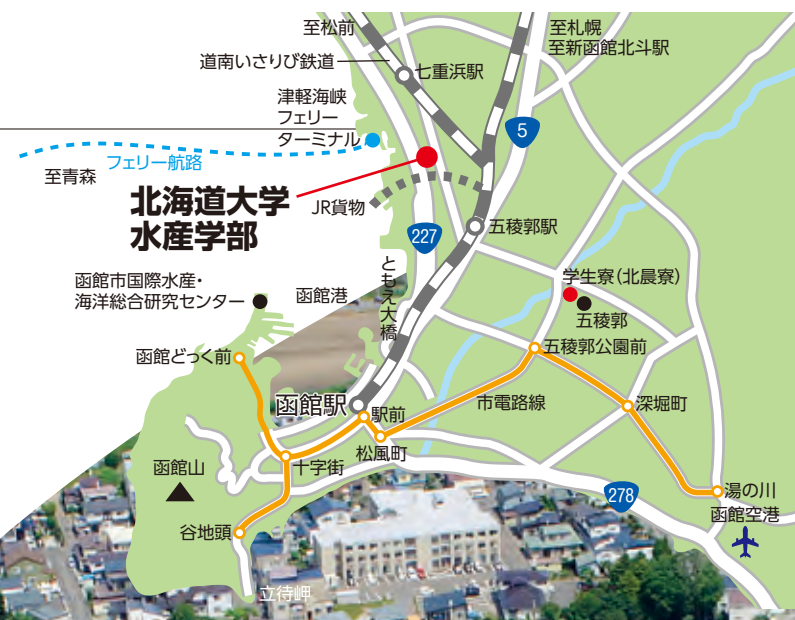 至松前
至札幌
至新函館北斗駅
道南いさりび鉄道
七重浜駅
津軽海峡
フェリー
ターミナル
5
フェリー航路
至青森
北海道大学
水産学部
JR貨物
五稜郭駅
227
ともえ大橋
学生寮(北晨寮)
函館市国際水産・
海洋総合研究センター
函館港
五稜郭
函館どっく前
五稜郭公園前
函館駅
駅前
市電路線
深堀町
松風町
函館山
十字街
278
湯の川
函館空港
谷地頭
立待岬